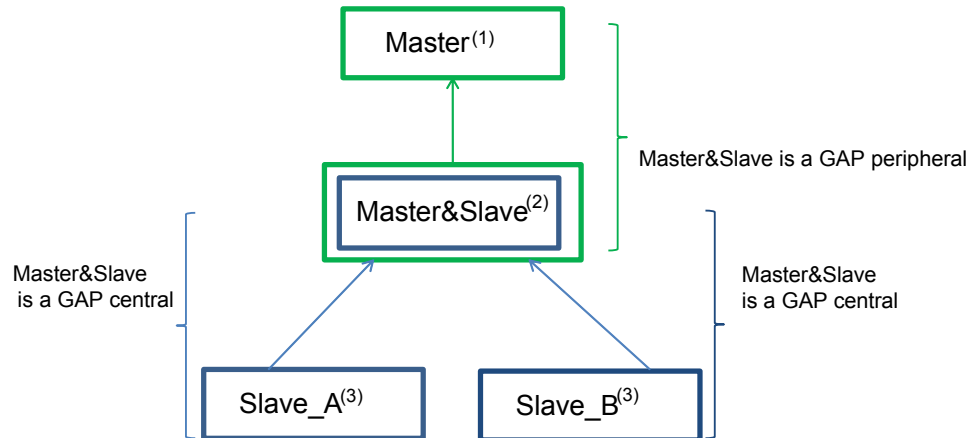 Master(1)
Master&Slave is a GAP peripheral
Master&Slave(2)
Master&Slave
is a GAP central
Master&Slave
is a GAP central
Slave_A(3)
Slave_B(3)